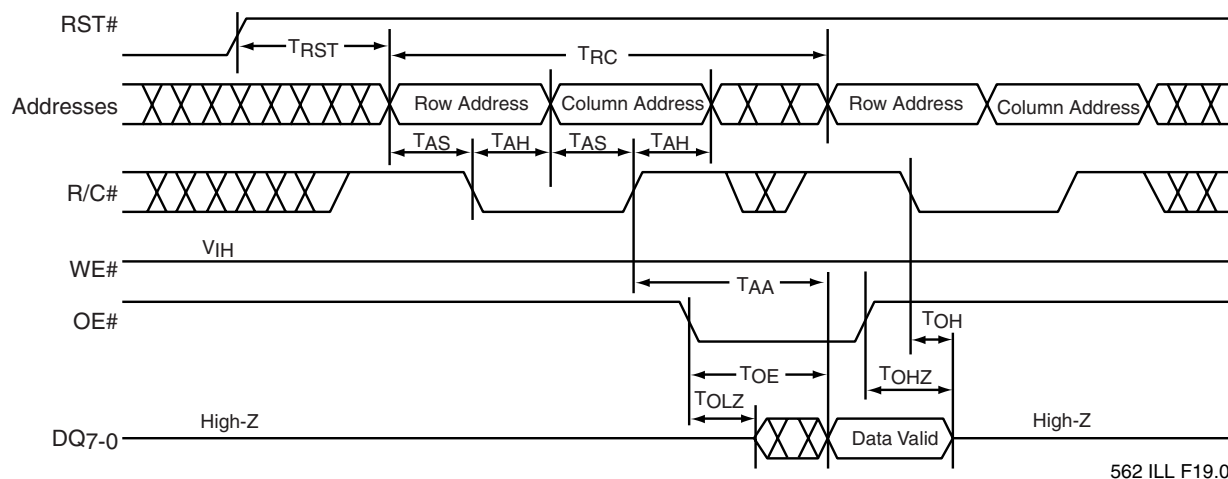 RST#
TRST
TRC
Addresses
Row Address
Column Address
Row Address
Column Address
TAS
TAH
TAS
TAH
R/C#
VIH
WE#
TAA
OE#
TOH
TOE
TOHZ
TOLZ
High-Z
Data Valid
High-Z
DQ7-0
562 ILL F19.0